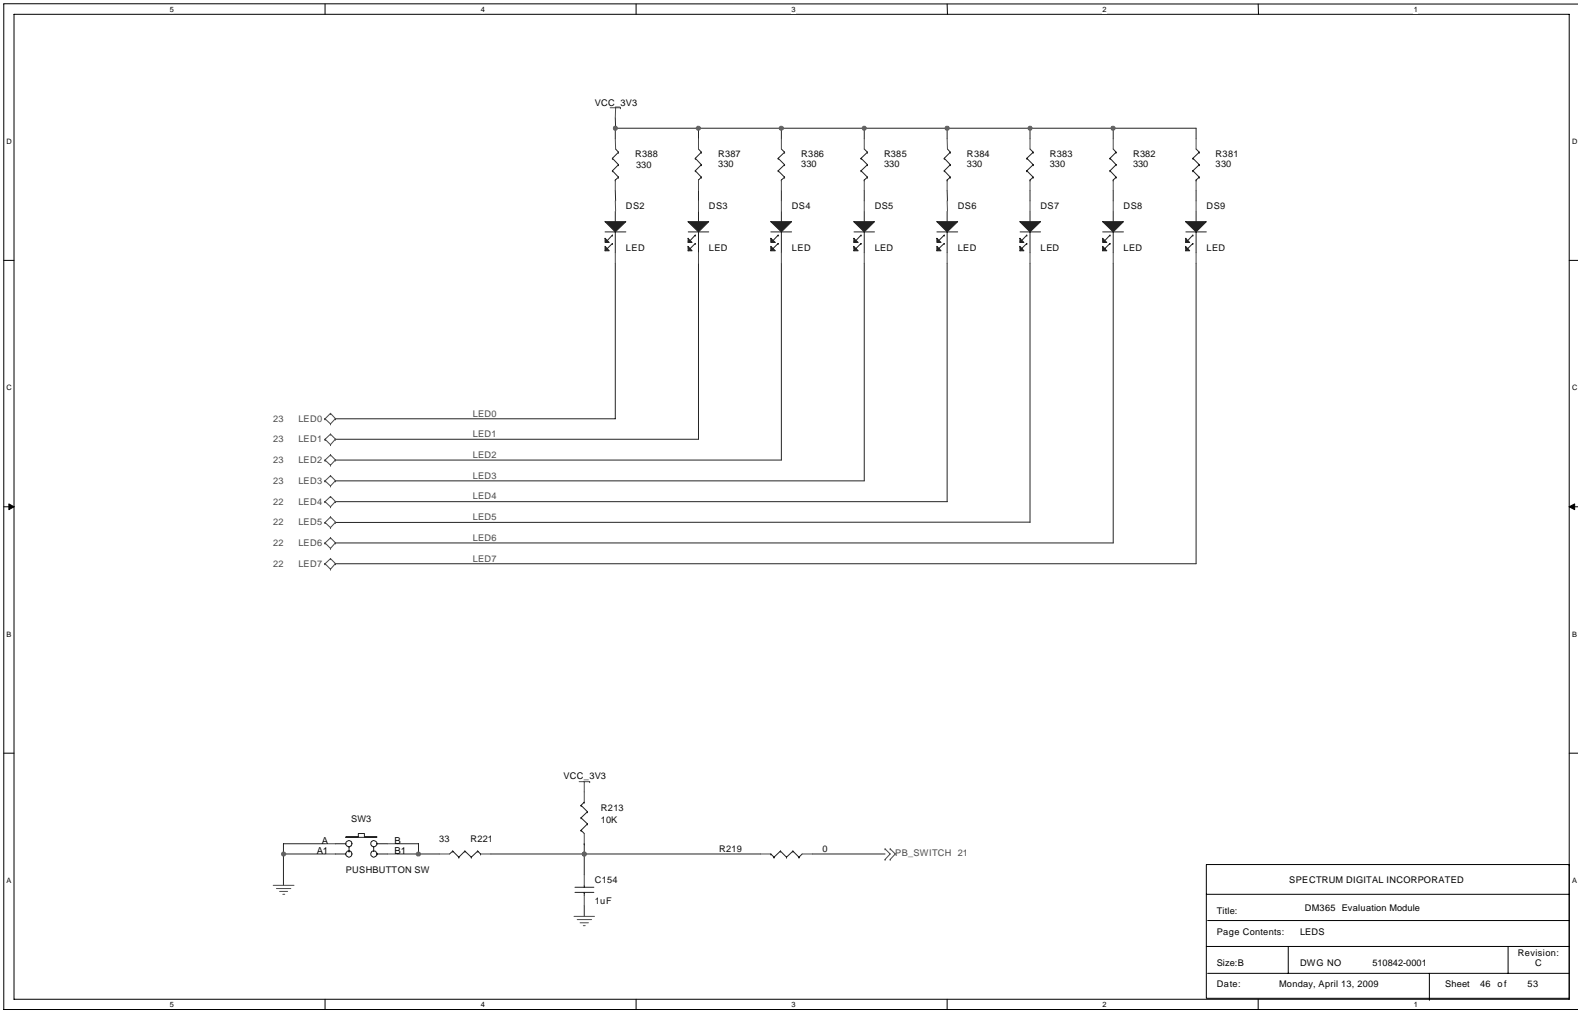 5 4 3 2 1
D D
C C
B B
A A
VCC_3V3
R388 R387 R386 R385 R384 R383 R382 R381
330 330 330 330 330 330 330 330
DS2 DS3 DS4 DS5 DS6 DS7 DS8 DS9
LED LED LED LED LED LED LED LED
23 LED0 LED0
23 LED1 LED1
23 LED2 LED2
23 LED3 LED3
22 LED4 LED4
22 LED5 LED5
22 LED6 LED6
22 LED7 LED7
VCC_3V3
R213
10K
SW3
A B 33 R221 R219 0 PB_SWITCH 21
A1 B1
PUSHBUTTON SW
C154
1uF
SPECTRUM DIGITAL INCORPORATED
Title: DM365 Evaluation Module
Page Contents: LEDS
Size:B DWG NO 510842-0001 Revision: C
Date: Monday, April 13, 2009 Sheet 46 of 53
5 4 3 2 1